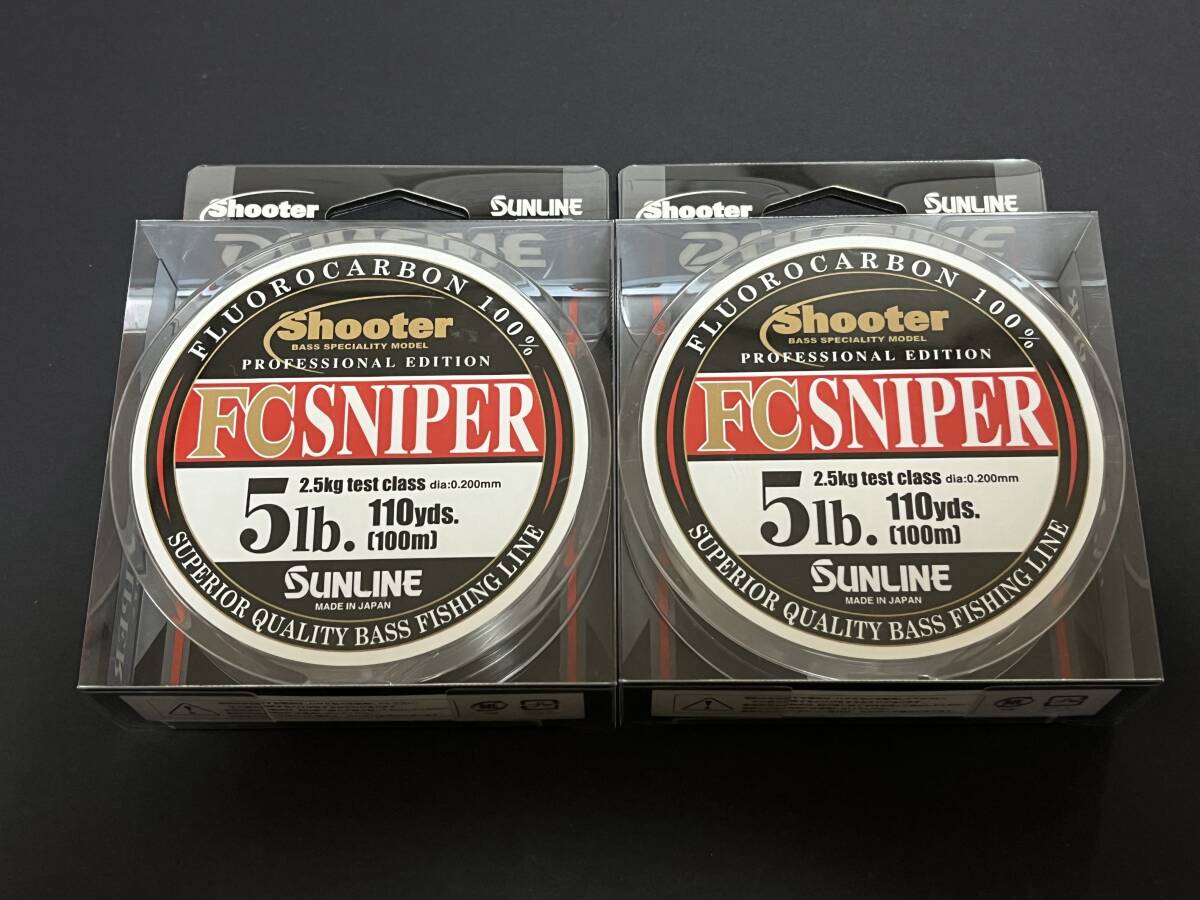 Shooter SUNLINE
FLUOROCARBON 100%
Shooter
BASS SPECIALITY MODEL
PROFESSIONAL EDITION
FC SNIPER
2.5kg test class dia:0.200mm
5lb. 110yds.
(100m)
SUNLINE
MADE IN JAPAN
SUPERIOR QUALITY BASS FISHING LINE
Shooter SUNLINE
FLUOROCARBON 100%
Shooter
BASS SPECIALITY MODEL
PROFESSIONAL EDITION
FC SNIPER
2.5kg test class dia:0.200mm
5lb. 110yds.
(100m)
SUNLINE
MADE IN JAPAN
SUPERIOR QUALITY BASS FISHING LINE